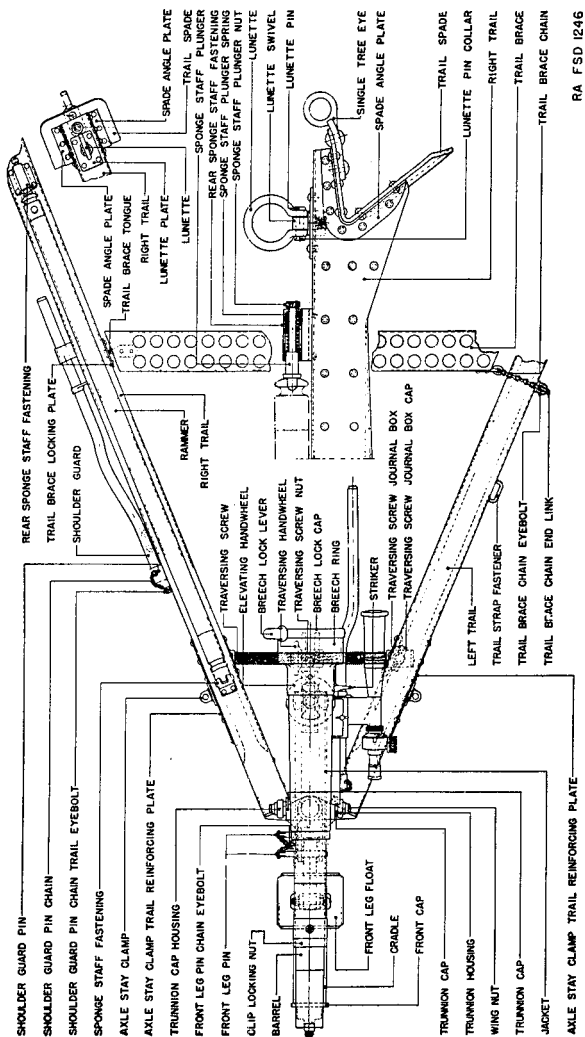 SHOULDER GUARD PIN
SHOULDER GUARD PIN CHAIN
SHOULDER GUARD PIN CHAIN TRAIL EYEBOLT
SPONGE STAFF FASTENING
AXLE STAY CLAMP
AXLE STAY CLAMP TRAIL REINFORCING PLATE
TRUNNION CAP HOUSING
FRONT LEG PIN CHAIN EYEBOLT
FRONT LEG PIN
CLIP LOCKING NUT
BARREL
REAR SPONGE STAFF FASTENING
TRAIL BRACE LOCKING PLATE
SHOULDER GUARD
SPADE ANGLE PLATE
TRAIL BRACE TONGUE
RIGHT TRAIL
LUNETTE PLATE
LUNETTE
RAMMER
RIGHT TRAIL
TRAVERSING SCREW
ELEVATING HANDWHEEL
BREECH LOCK LEVER
TRAVERSING HANDWHEEL
TRAVERSING SCREW NUT
BREECH LOCK CAP
BREECH RING
STRIKER
TRAVERSING SCREW JOURNAL BOX
TRAVERSING SCREW JOURNAL BOX CAP
SPADE ANGLE PLATE
TRAIL SPADE
SPONGE STAFF PLUNGER
REAR SPONGE STAFF FASTENING
SPONGE STAFF PLUNGER SPRING
SPONGE STAFF PLUNGER NUT
LUNETTE
LUNETTE SWIVEL
LUNETTE PIN
SINGLE TREE EYE
SPADE ANGLE PLATE
TRAIL SPADE
LUNETTE PIN COLLAR
RIGHT TRAIL
TRAIL BRACE
TRAIL BRACE CHAIN
FRONT LEG FLOAT
CRADLE
FRONT CAP
TRUNNION CAP
TRUNNION HOUSING
WING NUT
TRUNNION CAP
JACKET
AXLE STAY CLAMP TRAIL REINFORCING PLATE
LEFT TRAIL
TRAIL STRAP FASTENER
TRAIL BRACE CHAIN EYEBOLT
TRAIL BRACE CHAIN END LINK
RA FSD 1246